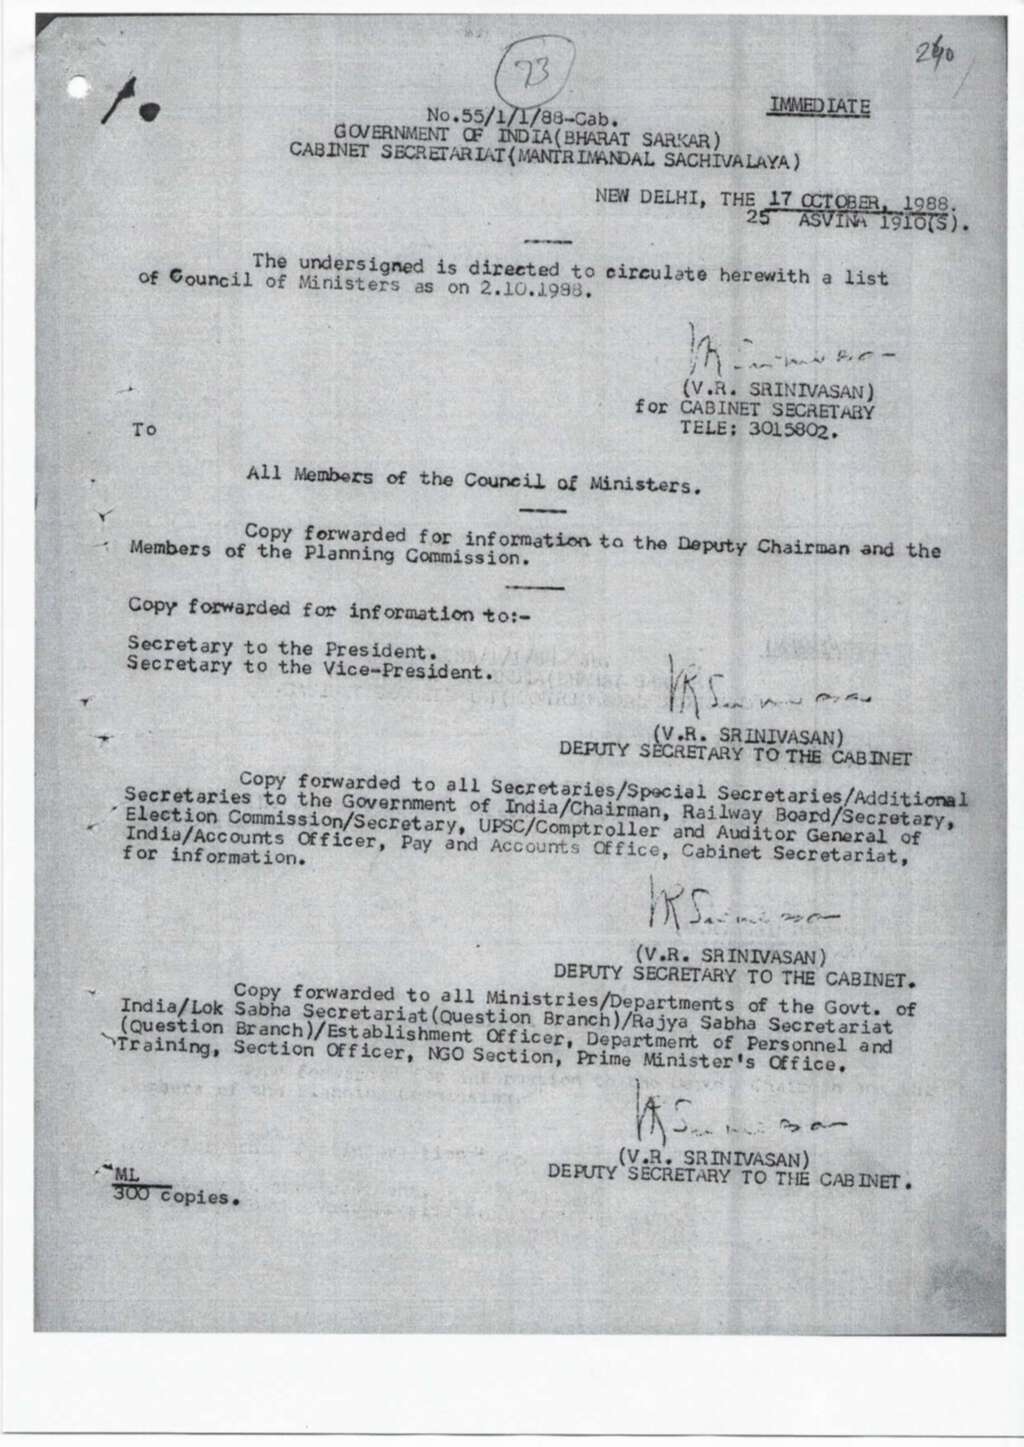 73
No.55/1/1/88-Cab.
IMMEDIATE
GOVERNMENT OF INDIA(BHARAT SARKAR)
CABINET SECRETARIAT(MANTRIMANDAL SACHIVALAYA)
NEW DELHI, THE 17 OCTOBER, 1988.
25 ASVINA 1910(S).
The undersigned is directed to circulate herewith a list
of Council of Ministers as on 2.10.1988.
VR Srinivasan
(V.R. SRINIVASAN)
for CABINET SECRETARY
TELE: 3015802.
To
All Members of the Council of Ministers.
Copy forwarded for information to the Deputy Chairman and the
Members of the Planning Commission.
Copy forwarded for information to:-
Secretary to the President.
Secretary to the Vice-President.
VR Srinivasan
(V.R. SRINIVASAN)
DEPUTY SECRETARY TO THE CABINET
Copy forwarded to all Secretaries/Special Secretaries/Additional
Secretaries to the Government of India/Chairman, Railway Board/Secretary,
Election Commission/Secretary, UPSC/Comptroller and Auditor General of
India/Accounts Officer, Pay and Accounts Office, Cabinet Secretariat,
for information.
VR Srinivasan
(V.R. SRINIVASAN)
DEPUTY SECRETARY TO THE CABINET.
Copy forwarded to all Ministries/Departments of the Govt. of
India/Lok Sabha Secretariat(Question Branch)/Rajya Sabha Secretariat
(Question Branch)/Establishment Officer, Department of Personnel and
Training, Section Officer, NGO Section, Prime Minister's Office.
VR Srinivasan
(V.R. SRINIVASAN)
DEPUTY SECRETARY TO THE CABINET.
ML
300 copies.